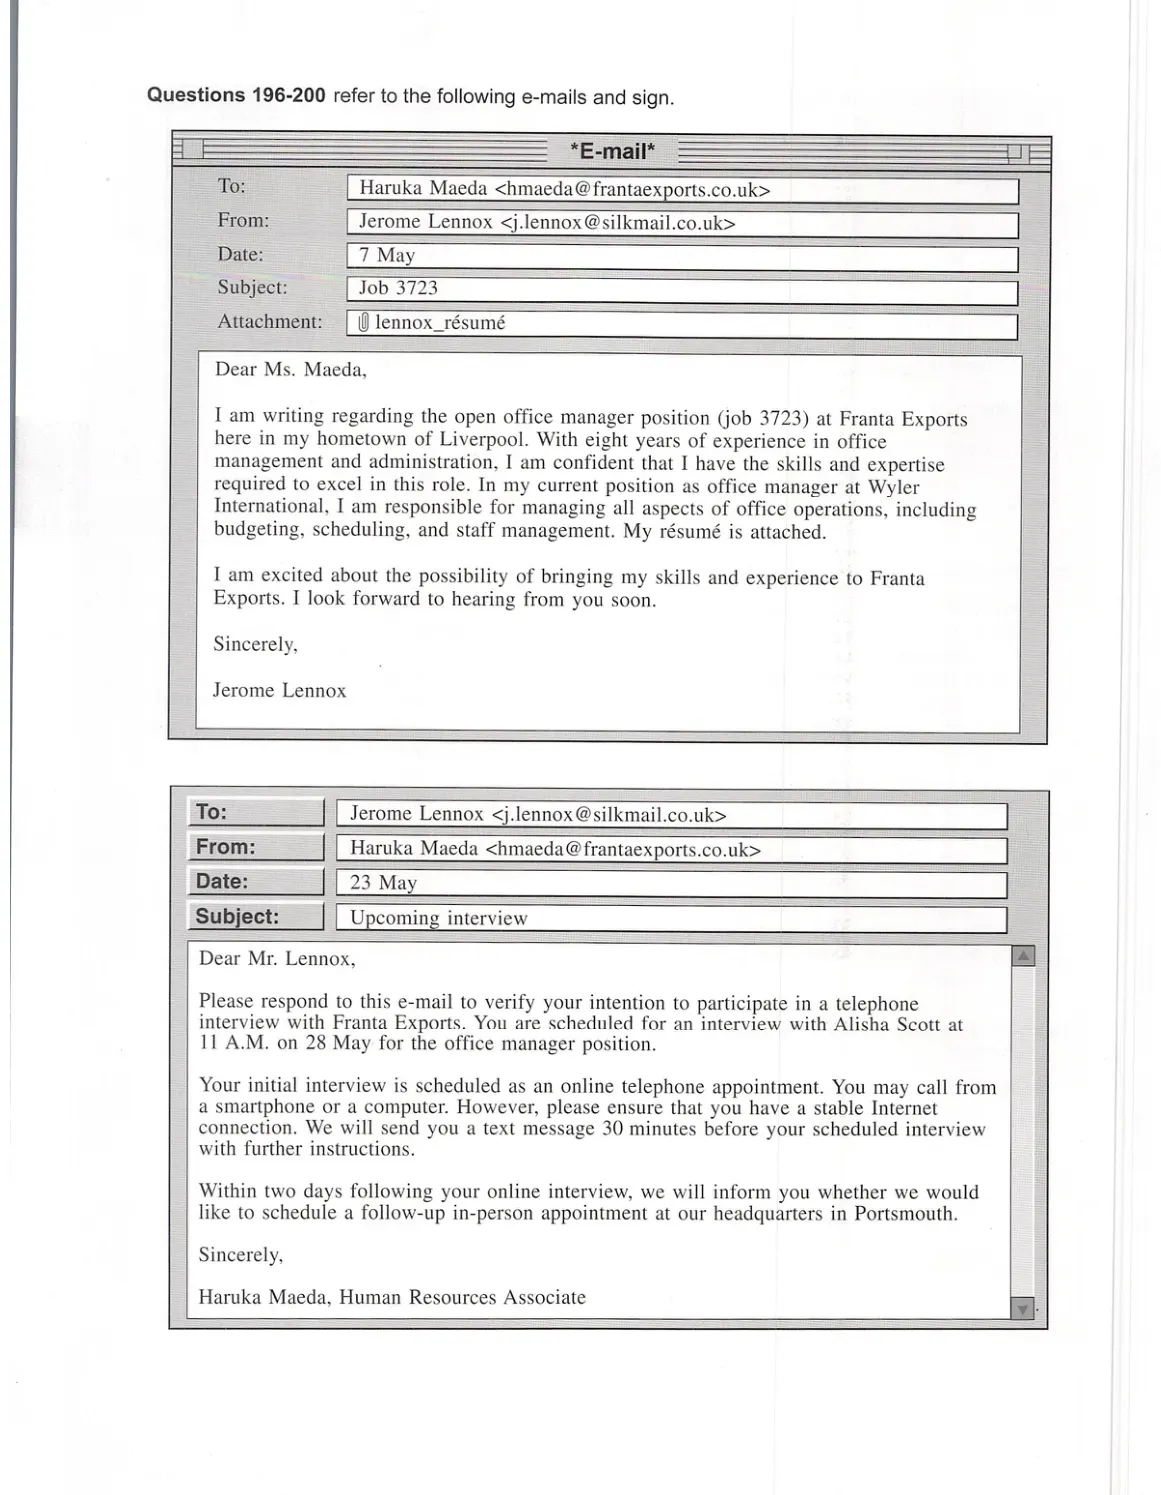 Questions 196-200 refer to the following e-mails and sign.
*E-mail*
To: Haruka Maeda <hmaeda@frantaexports.co.uk>
From: Jerome Lennox <j.lennox@silkmail.co.uk>
Date: 7 May
Subject: Job 3723
Attachment: lennox_résumé
Dear Ms. Maeda,
I am writing regarding the open office manager position (job 3723) at Franta Exports
here in my hometown of Liverpool. With eight years of experience in office
management and administration, I am confident that I have the skills and expertise
required to excel in this role. In my current position as office manager at Wyler
International, I am responsible for managing all aspects of office operations, including
budgeting, scheduling, and staff management. My résumé is attached.
I am excited about the possibility of bringing my skills and experience to Franta
Exports. I look forward to hearing from you soon.
Sincerely,
Jerome Lennox
To: Jerome Lennox <j.lennox@silkmail.co.uk>
From: Haruka Maeda <hmaeda@frantaexports.co.uk>
Date: 23 May
Subject: Upcoming interview
Dear Mr. Lennox,
Please respond to this e-mail to verify your intention to participate in a telephone
interview with Franta Exports. You are scheduled for an interview with Alisha Scott at
11 A.M. on 28 May for the office manager position.
Your initial interview is scheduled as an online telephone appointment. You may call from
a smartphone or a computer. However, please ensure that you have a stable Internet
connection. We will send you a text message 30 minutes before your scheduled interview
with further instructions.
Within two days following your online interview, we will inform you whether we would
like to schedule a follow-up in-person appointment at our headquarters in Portsmouth.
Sincerely,
Haruka Maeda, Human Resources Associate